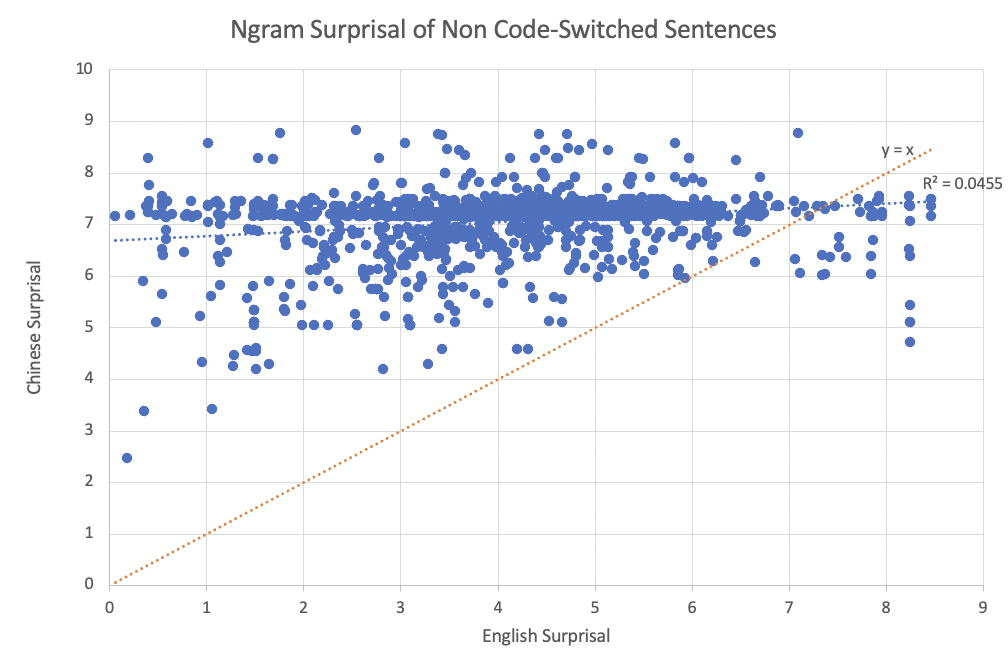 Ngram Surprisal of Non Code-Switched Sentences
10
9
8
7
6
5
4
3
2
1
0
y = x
R² = 0.0455
Chinese Surprisal
0 1 2 3 4 5 6 7 8 9
English Surprisal